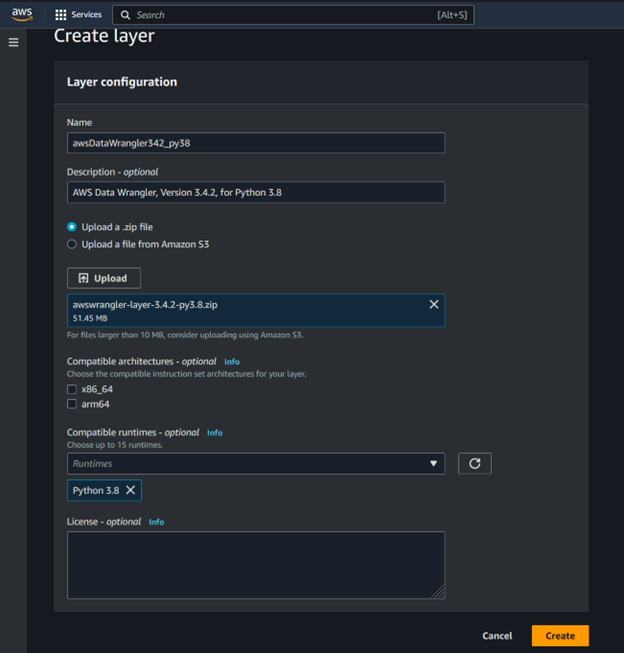 aws Services Search [Alt+S]
Create layer
Layer configuration
Name
awsDataWrangler342_py38
Description - optional
AWS Data Wrangler, Version 3.4.2, for Python 3.8
Upload a .zip file
Upload a file from Amazon S3
Upload
awswrangler-layer-3.4.2-py3.8.zip
51.45 MB
For files larger than 10 MB, consider uploading using Amazon S3.
Compatible architectures - optional Info
Choose the compatible instruction set architectures for your layer.
x86_64
arm64
Compatible runtimes - optional Info
Choose up to 15 runtimes.
Runtimes
Python 3.8
License - optional Info
Cancel Create